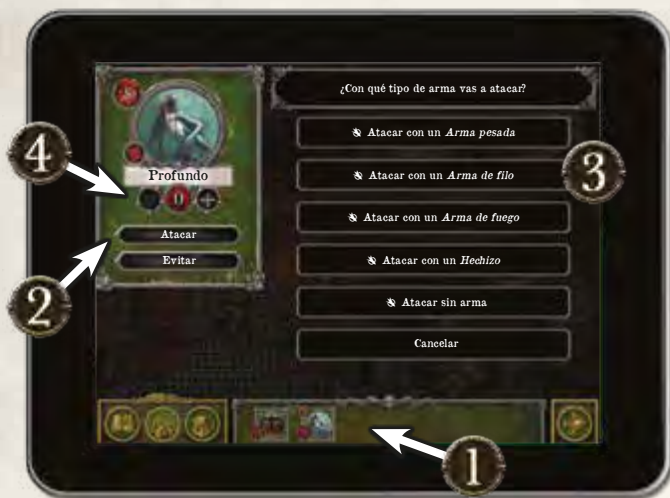 ¿Con qué tipo de arma vas a atacar?
Atacar con un Arma pesada
4
3
Profundo
Atacar con un Arma de filo
0
Atacar con un Arma de fuego
Atacar
2
Evitar
Atacar con un Hechizo
Atacar sin arma
Cancelar
1